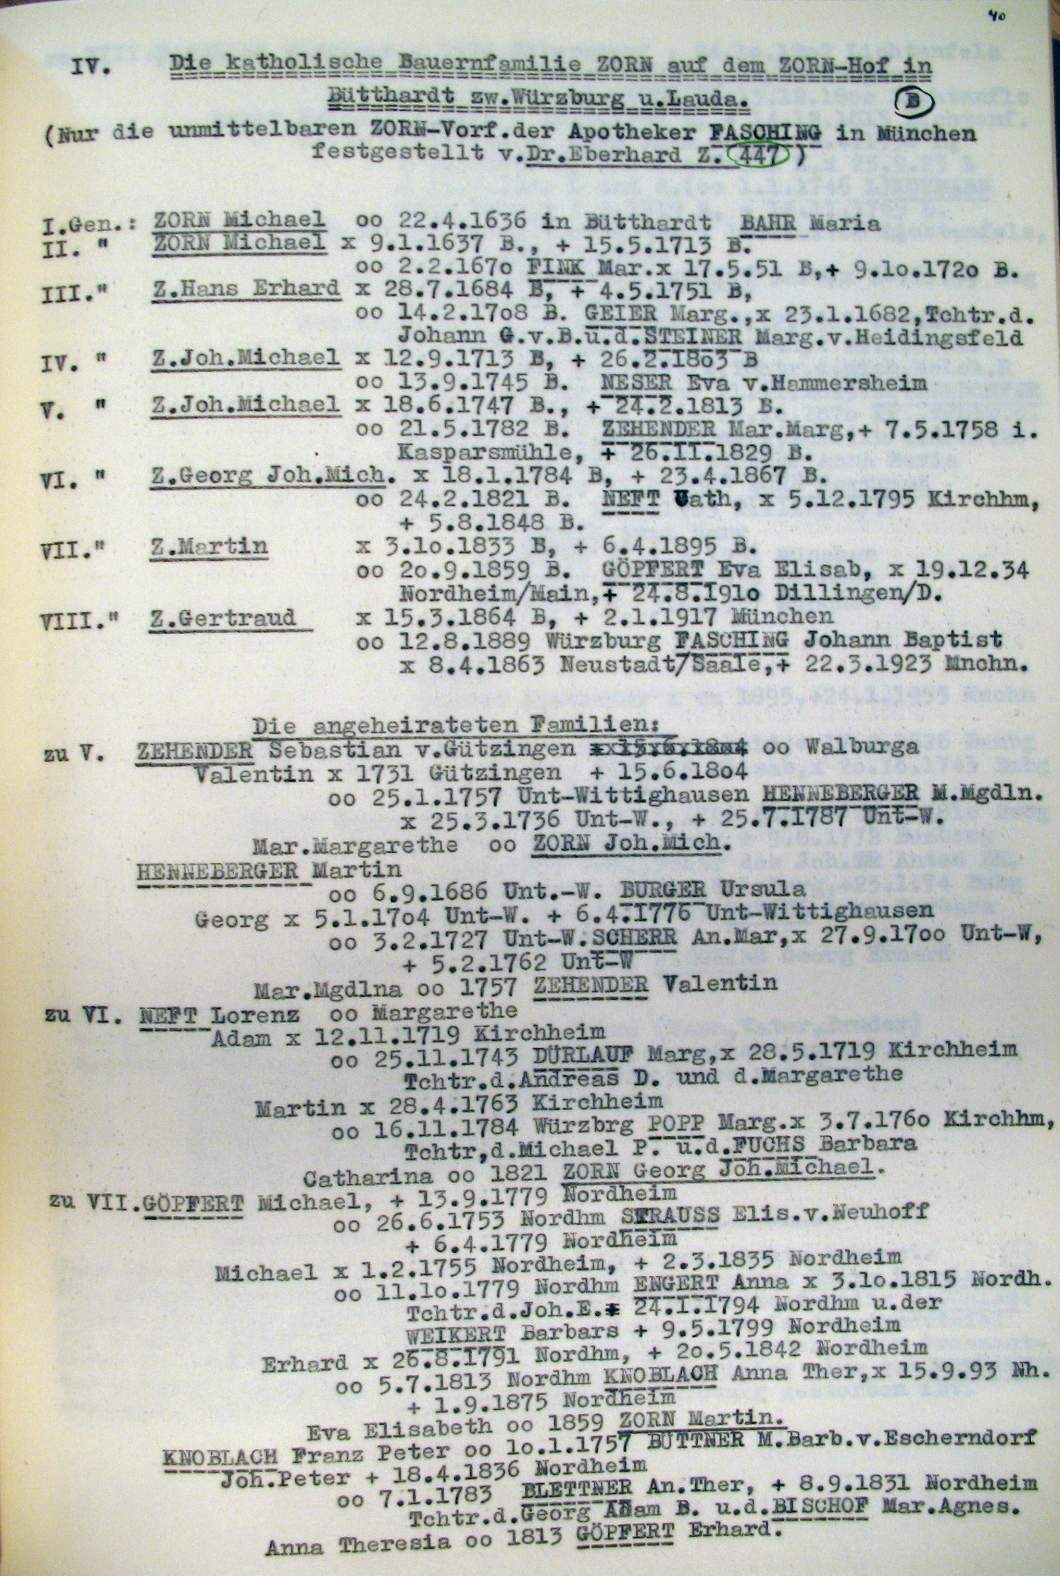 40
IV. Die katholische Bauernfamilie ZORN auf dem ZORN-Hof in
Bütthardt zw.Würzburg u.Lauda. B
(Nur die unmittelbaren ZORN-Vorf.der Apotheker FASCHING in München
festgestellt v.Dr.Eberhard Z. 447 )
I.Gen.: ZORN Michael oo 22.4.1636 in Bütthardt BAHR Maria
II. " ZORN Michael x 9.1.1637 B., + 15.5.1713 B.
oo 2.2.167o FINK Mar.x 17.5.51 B,+ 9.1o.172o B.
III." Z.Hans Erhard x 28.7.1684 B, + 4.5.1751 B,
oo 14.2.17o8 B. GEIER Marg.,x 23.1.1682,Tchtr.d.
Johann G.v.B.u.d.STEINER Marg.v.Heidingsfeld
IV. " Z.Joh.Michael x 12.9.1713 B, + 26.2.18o3 B
oo 13.9.1745 B. NESER Eva v.Hammersheim
V. " Z.Joh.Michael x 18.6.1747 B., + 24.2.1813 B.
oo 21.5.1782 B. ZEHENDER Mar.Marg,+ 7.5.1758 i.
Kasparsmühle, + 26.II.1829 B.
VI. " Z.Georg Joh.Mich. x 18.1.1784 B, + 23.4.1867 B.
oo 24.2.1821 B. NEFT Cath, x 5.12.1795 Kirchhm,
+ 5.8.1848 B.
VII." Z.Martin x 3.1o.1833 B, + 6.4.1895 B.
oo 2o.9.1859 B. GÖPFERT Eva Elisab, x 19.12.34
Nordheim/Main,+ 24.8.191o Dillingen/D.
VIII." Z.Gertraud x 15.3.1864 B, + 2.1.1917 München
oo 12.8.1889 Würzburg FASCHING Johann Baptist
x 8.4.1863 Neustadt/Saale,+ 22.3.1923 Mnchn.
Die angeheirateten Familien:
zu V. ZEHENDER Sebastian v.Gützingen oo Walburga
Valentin x 1731 Gützingen + 15.6.18o4
oo 25.1.1757 Unt-Wittighausen HENNEBERGER M.Mgdln.
x 25.3.1736 Unt-W., + 25.7.1787 Unt-W.
Mar.Margarethe oo ZORN Joh.Mich.
HENNEBERGER Martin
oo 6.9.1686 Unt.-W. BURGER Ursula
Georg x 5.1.17o4 Unt-W. + 6.4.1776 Unt-Wittighausen
oo 3.2.1727 Unt-W.SCHERR An.Mar,x 27.9.17oo Unt-W,
+ 5.2.1762 Unt-W
Mar.Mgdlna oo 1757 ZEHENDER Valentin
zu VI. NEFT Lorenz oo Margarethe
Adam x 12.11.1719 Kirchheim
oo 25.11.1743 DÜRLAUF Marg,x 28.5.1719 Kirchheim
Tchtr.d.Andreas D. und d.Margarethe
Martin x 28.4.1763 Kirchheim
oo 16.11.1784 Würzbrg POPP Marg.x 3.7.176o Kirchhm,
Tchtr,d.Michael P. u.d.FUCHS Barbara
Catharina oo 1821 ZORN Georg Joh.Michael.
zu VII.GÖPFERT Michael, + 13.9.1779 Nordheim
oo 26.6.1753 Nordhm STRAUSS Elis.v.Neuhoff
+ 6.4.1779 Nordheim
Michael x 1.2.1755 Nordheim, + 2.3.1835 Nordheim
oo 11.1o.1779 Nordhm ENGERT Anna x 3.1o.1815 Nordh.
Tchtr.d.Joh.E.+ 24.I.1794 Nordhm u.der
WEIKERT Barbars + 9.5.1799 Nordheim
Erhard x 26.8.1791 Nordhm, + 2o.5.1842 Nordheim
oo 5.7.1813 Nordhm KNOBLACH Anna Ther,x 15.9.93 Nh.
+ 1.9.1875 Nordheim
Eva Elisabeth oo 1859 ZORN Martin.
KNOBLACH Franz Peter oo 1o.1.1757 BÜTTNER M.Barb.v.Escherndorf
Joh.Peter + 18.4.1836 Nordheim
oo 7.1.1783 BLETTNER An.Ther, + 8.9.1831 Nordheim
Tchtr.d.Georg Adam B. u.d.BISCHOF Mar.Agnes.
Anna Theresia oo 1813 GÖPFERT Erhard.